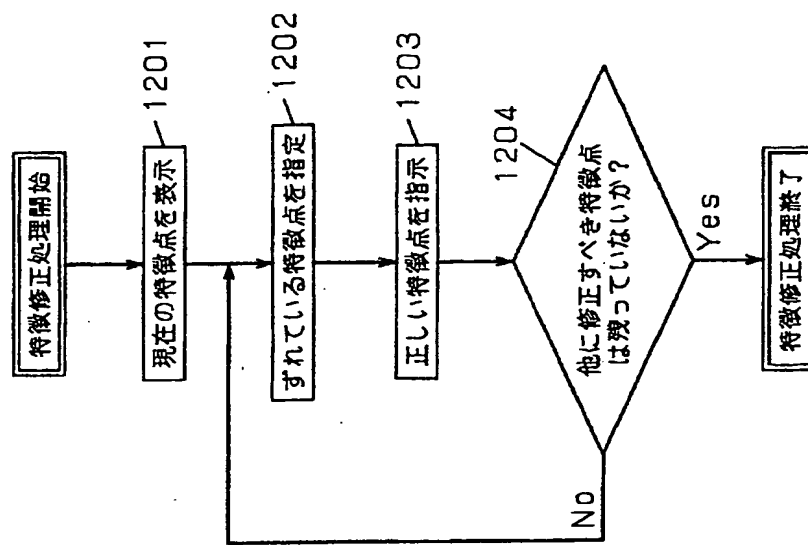 特徴修正処理開始
現在の特徴点を表示
1201
ずれている特徴点を指定
1202
正しい特徴点を指示
1203
他に修正すべき特徴点
は残っていないか?
1204
No
Yes
特徴修正処理終了